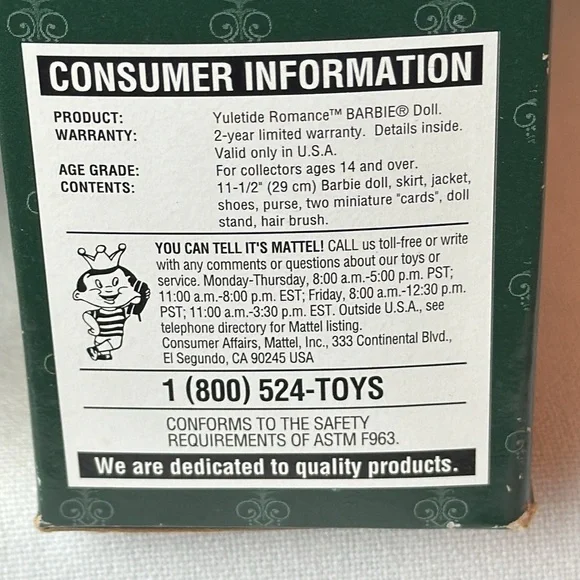 CONSUMER INFORMATION
PRODUCT: Yuletide Romance™ BARBIE® Doll.
WARRANTY: 2-year limited warranty. Details inside.
Valid only in U.S.A.
AGE GRADE: For collectors ages 14 and over.
CONTENTS: 11-1/2" (29 cm) Barbie doll, skirt, jacket,
shoes, purse, two miniature "cards", doll
stand, hair brush.
YOU CAN TELL IT'S MATTEL! CALL us toll-free or write
with any comments or questions about our toys or
service. Monday-Thursday, 8:00 a.m.-5:00 p.m. PST;
11:00 a.m.-8:00 p.m. EST; Friday, 8:00 a.m.-12:30 p.m.
PST; 11:00 a.m.-3:30 p.m. EST. Outside U.S.A., see
telephone directory for Mattel listing.
Consumer Affairs, Mattel, Inc., 333 Continental Blvd.,
El Segundo, CA 90245 USA
1 (800) 524-TOYS
CONFORMS TO THE SAFETY
REQUIREMENTS OF ASTM F963.
We are dedicated to quality products.